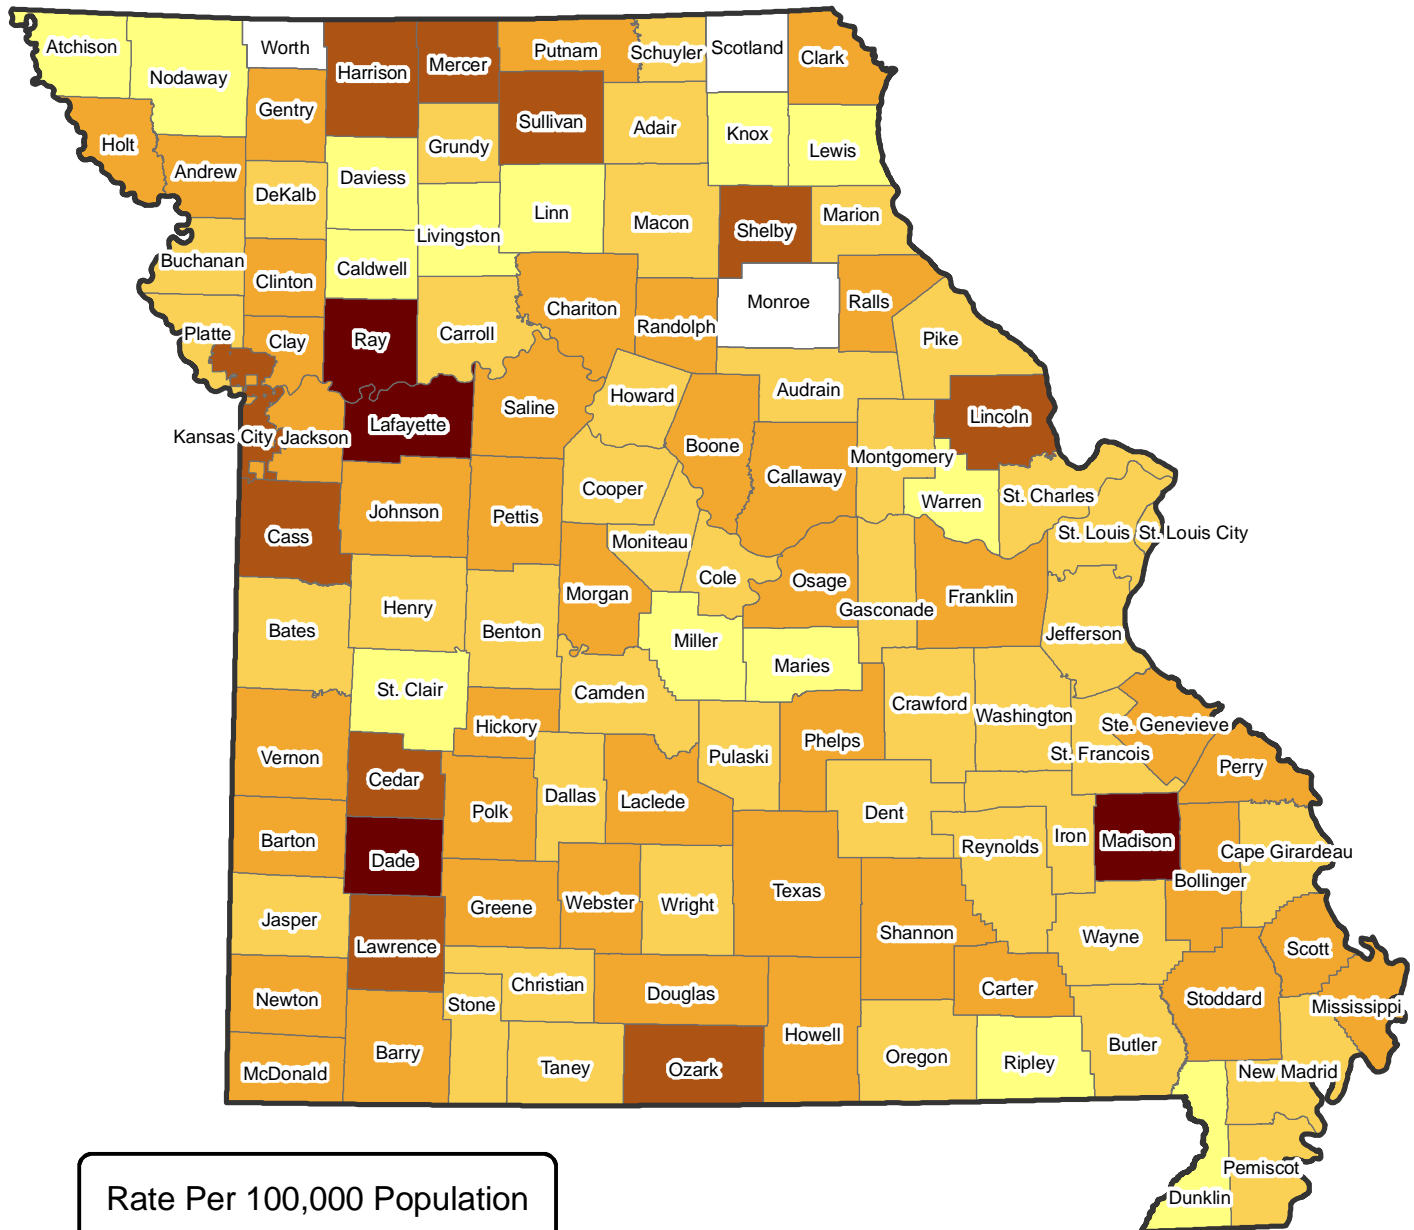 Atchison
Nodaway
Worth
Harrison
Mercer
Putnam
Schuyler
Scotland
Clark
Gentry
Sullivan
Adair
Knox
Lewis
Holt
Andrew
DeKalb
Daviess
Grundy
Linn
Macon
Shelby
Marion
Livingston
Buchanan
Clinton
Caldwell
Chariton
Randolph
Monroe
Ralls
Pike
Platte
Clay
Ray
Carroll
Saline
Howard
Audrain
Lincoln
Kansas City
Jackson
Lafayette
Boone
Callaway
Montgomery
Warren
St. Charles
St. Louis
St. Louis City
Cass
Johnson
Pettis
Cooper
Moniteau
Cole
Osage
Gasconade
Franklin
Jefferson
Bates
Henry
Benton
Morgan
Miller
Maries
St. Clair
Camden
Crawford
Washington
Ste. Genevieve
St. Francois
Perry
Vernon
Hickory
Cedar
Pulaski
Phelps
Barton
Dade
Polk
Dallas
Laclede
Dent
Reynolds
Iron
Madison
Cape Girardeau
Bollinger
Jasper
Lawrence
Greene
Webster
Wright
Texas
Shannon
Wayne
Scott
Newton
Stone
Christian
Douglas
Carter
Stoddard
Mississippi
McDonald
Barry
Taney
Ozark
Howell
Oregon
Ripley
Butler
New Madrid
Pemiscot
Dunklin
Rate Per 100,000 Population